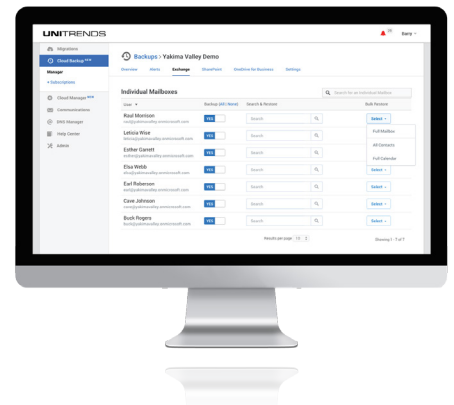 UNITRENDS
Barry
Migrations
Cloud Backup NEW
Manager
+ Subscriptions
Cloud Manager NEW
Communications
DNS Manager
Help Center
Admin
Backups > Yakima Valley Demo
Overview Alerts Exchange SharePoint OneDrive for Business Settings
Individual Mailboxes
Search for an Individual Mailbox
User Backup (All | None) Search & Restore Bulk Restore
Raul Morrison YES Search Select
Full Mailbox
Leticia Wise YES Search
All Contacts
Esther Garrett YES Search
Full Calendar
Elsa Webb YES Search Select
Earl Roberson YES Search Select
Cave Johnson YES Search Select
Buck Rogers YES Search Select
Results per page 10 Showing 1 - 7 of 7